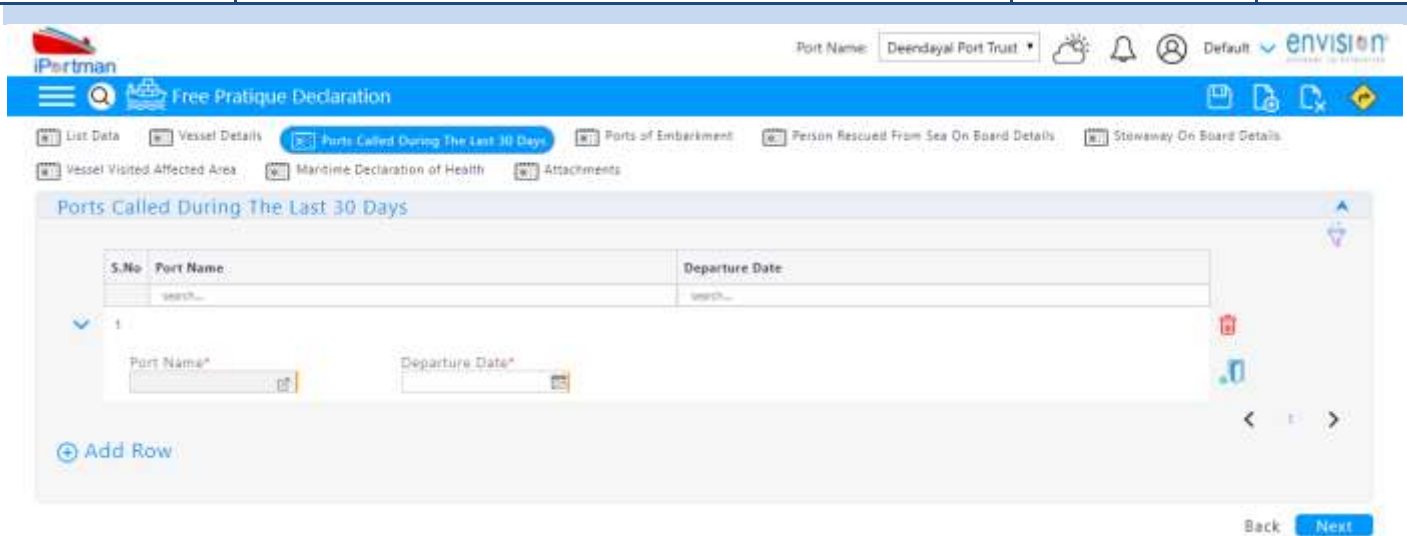 Port Name: Deendayal Port Trust Default envision
iPortman
Free Pratique Declaration
List Data Vessel Details Ports Called During The Last 30 Days Ports of Embarkment Person Rescued From Sea On Board Details Stowaway On Board Details
Vessel Visited Affected Area Maritime Declaration of Health Attachments
Ports Called During The Last 30 Days
S.No Port Name Departure Date
search... search...
1
Port Name* Departure Date*
1
Add Row
Back Next